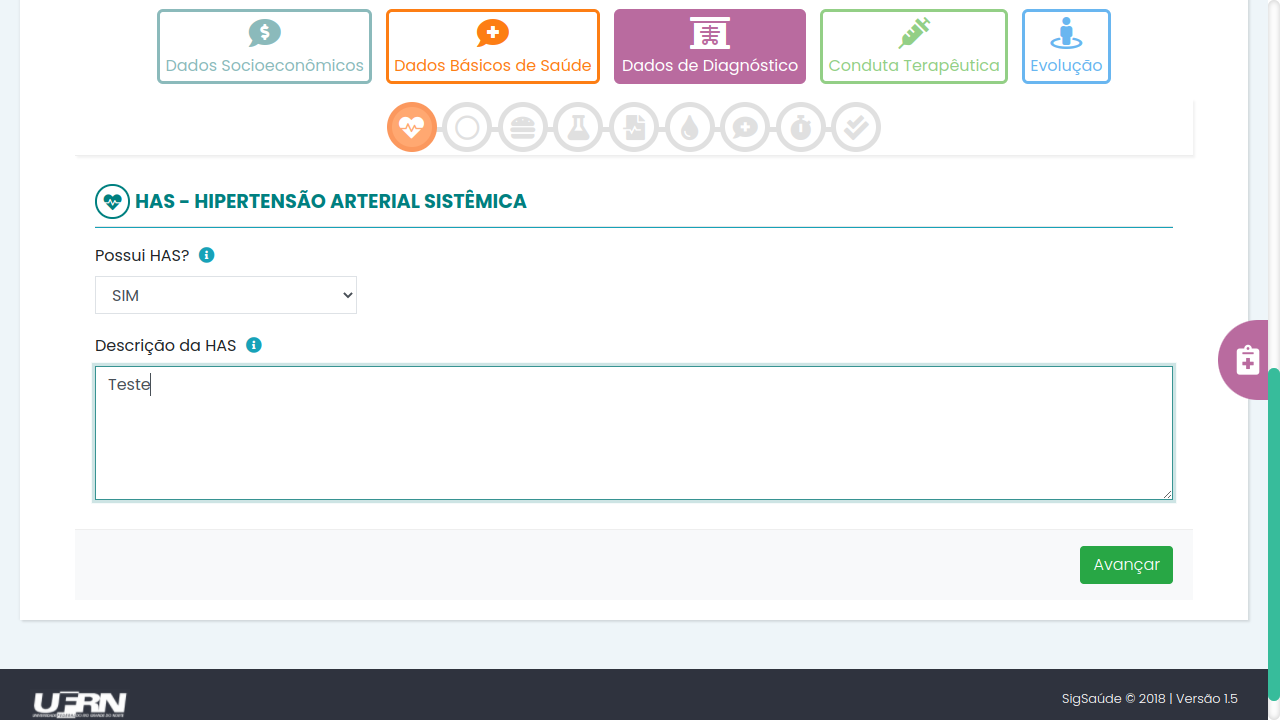 Dados Socioeconômicos
Dados Básicos de Saúde
Dados de Diagnóstico
Conduta Terapêutica
Evolução
HAS - HIPERTENSÃO ARTERIAL SISTÊMICA
Possui HAS?
SIM
Descrição da HAS
Teste
Avançar
UFRN
SigSaúde © 2018 | Versão 1.5